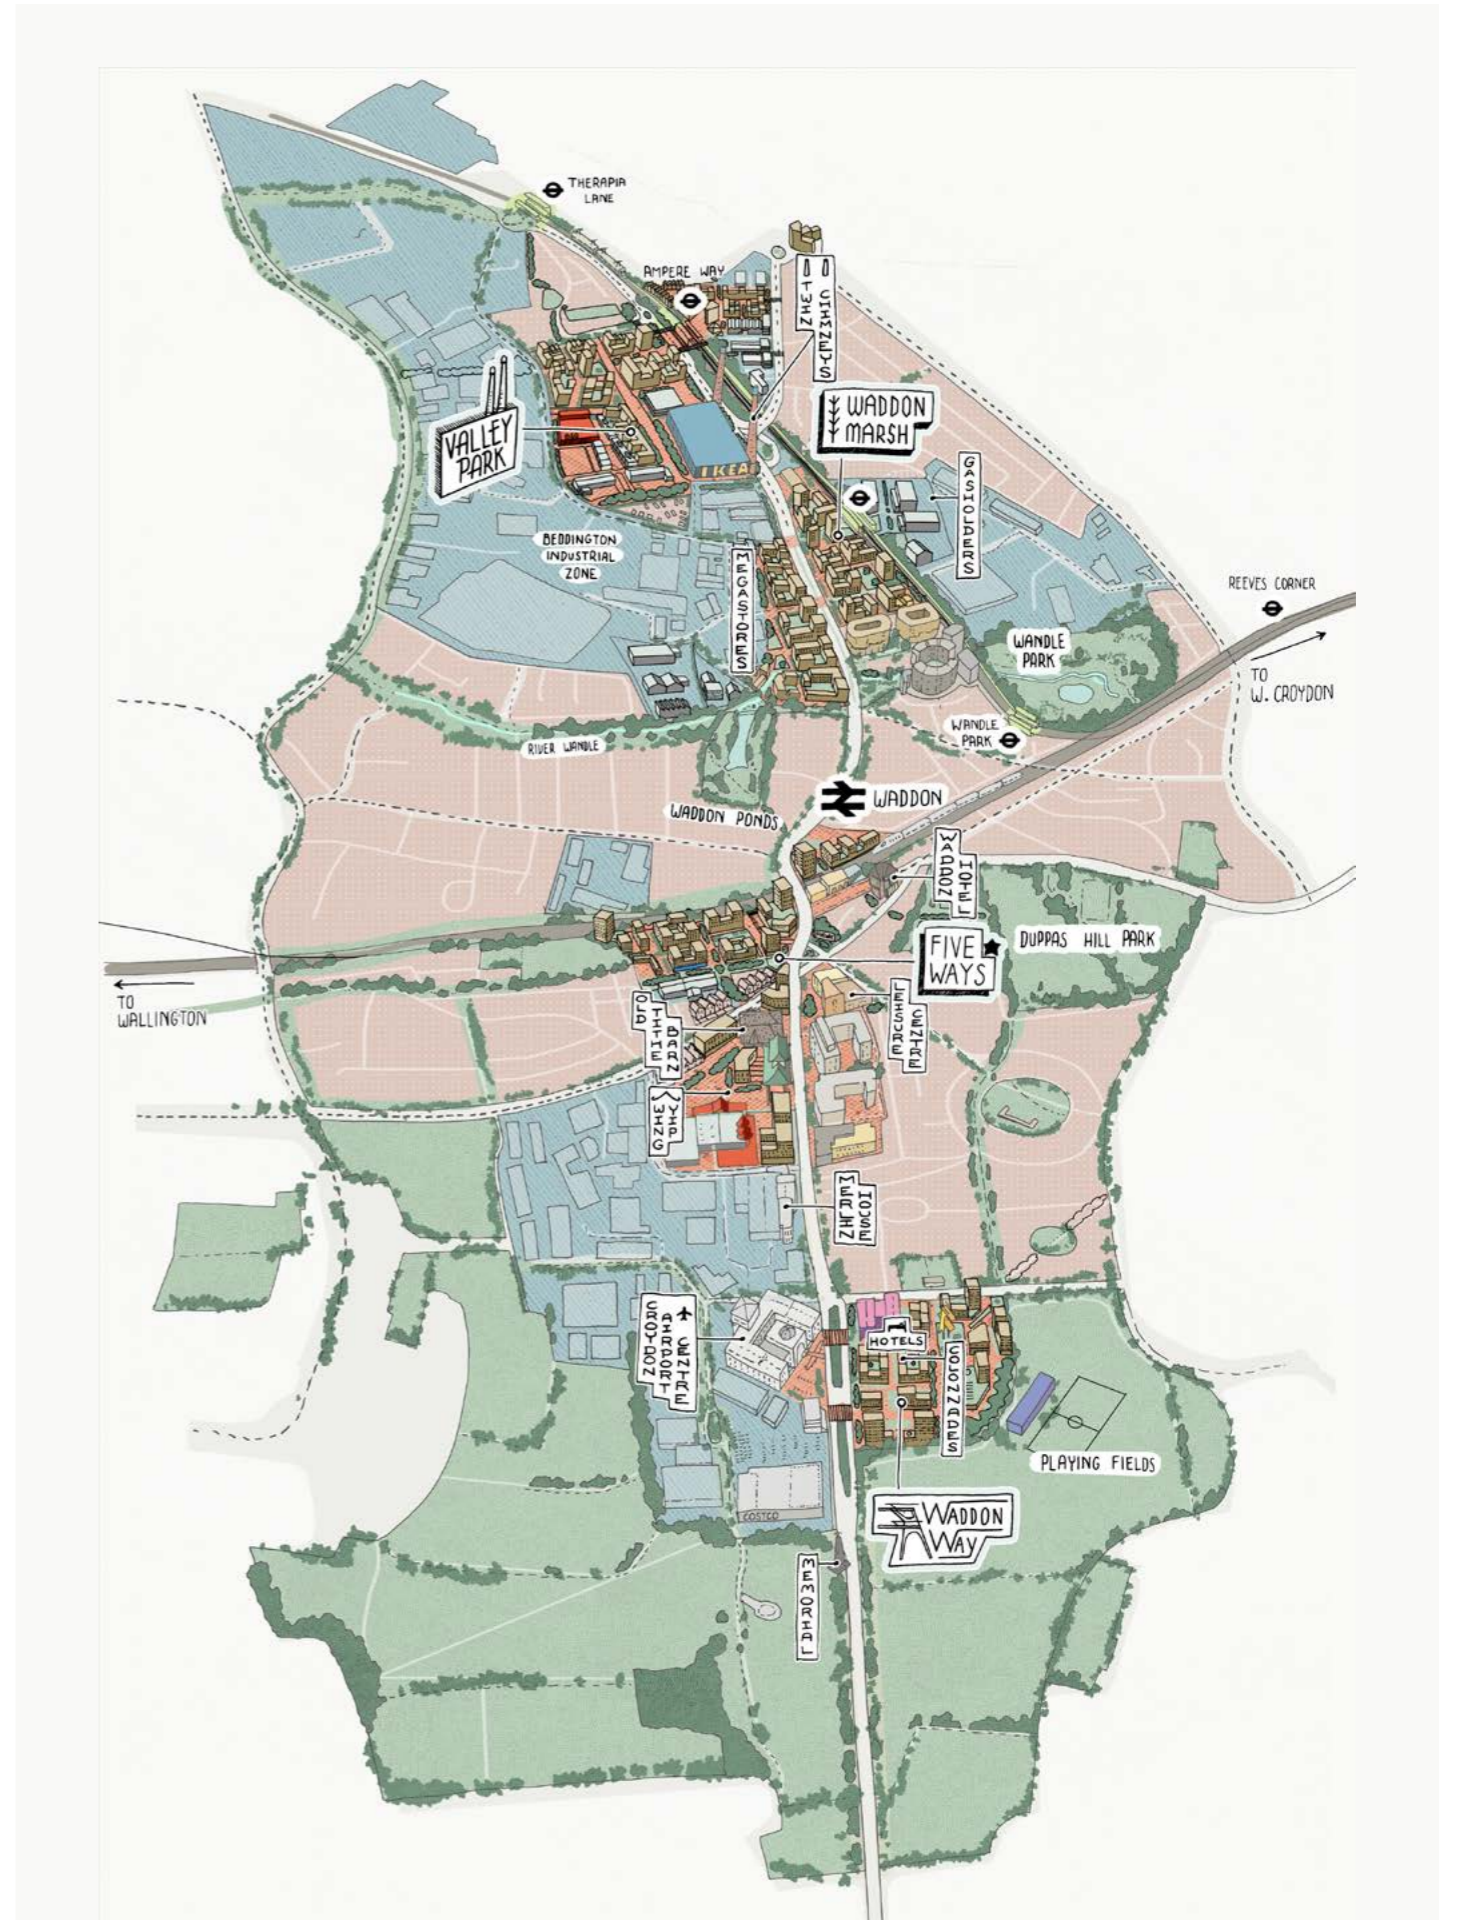 THERAPIA
LANE
AMPERE WAY
TWIN
CHIMNEYS
VALLEY
PARK
WADDON
MARSH
IKEA
GASHOLDERS
BEDDINGTON
INDUSTRIAL
ZONE
MEGASTORES
REEVES CORNER
WANDLE
PARK
TO
W. CROYDON
WANDLE
PARK
RIVER WANDLE
WADDON
WADDON PONDS
WADDON
HOTEL
FIVE
WAYS
DUPPAS HILL PARK
TO
WALLINGTON
LEISURE
CENTRE
OLD
TITHE
BARN
WING
YIP
MERLIN
HOUSE
CROYDON
AIRPORT
CENTRE
HOTELS
COLONNADES
PLAYING FIELDS
COSTCO
WADDON
WAY
MEMORIAL